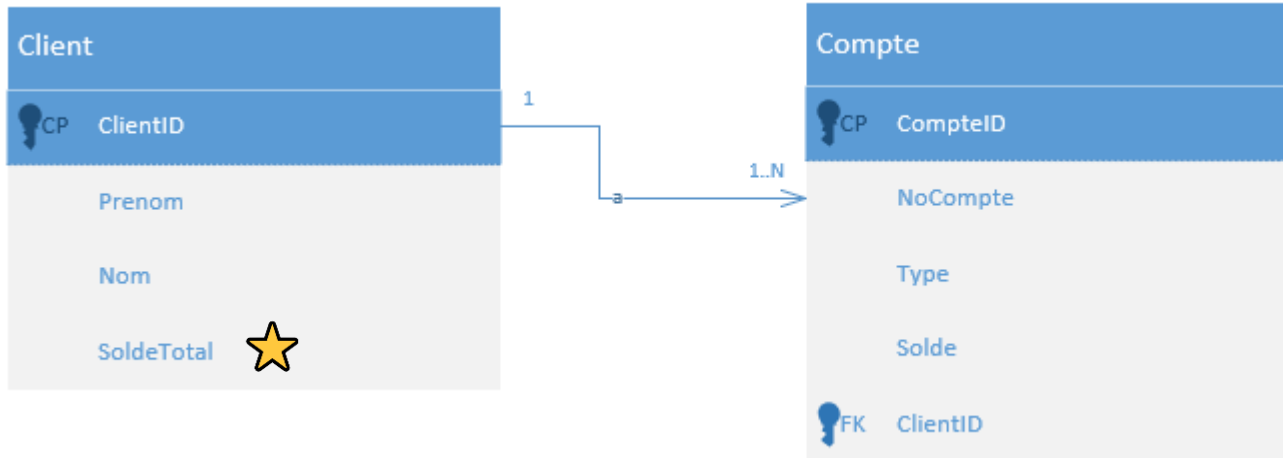 Client
CP ClientID
Prenom
Nom
SoldeTotal
1
a
1..N
Compte
CP CompteID
NoCompte
Type
Solde
FK ClientID